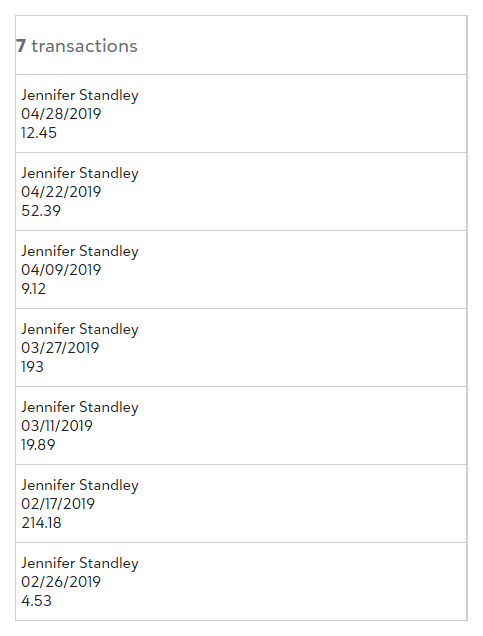 7 transactions
Jennifer Standley
04/28/2019
12.45
Jennifer Standley
04/22/2019
52.39
Jennifer Standley
04/09/2019
9.12
Jennifer Standley
03/27/2019
193
Jennifer Standley
03/11/2019
19.89
Jennifer Standley
02/17/2019
214.18
Jennifer Standley
02/26/2019
4.53